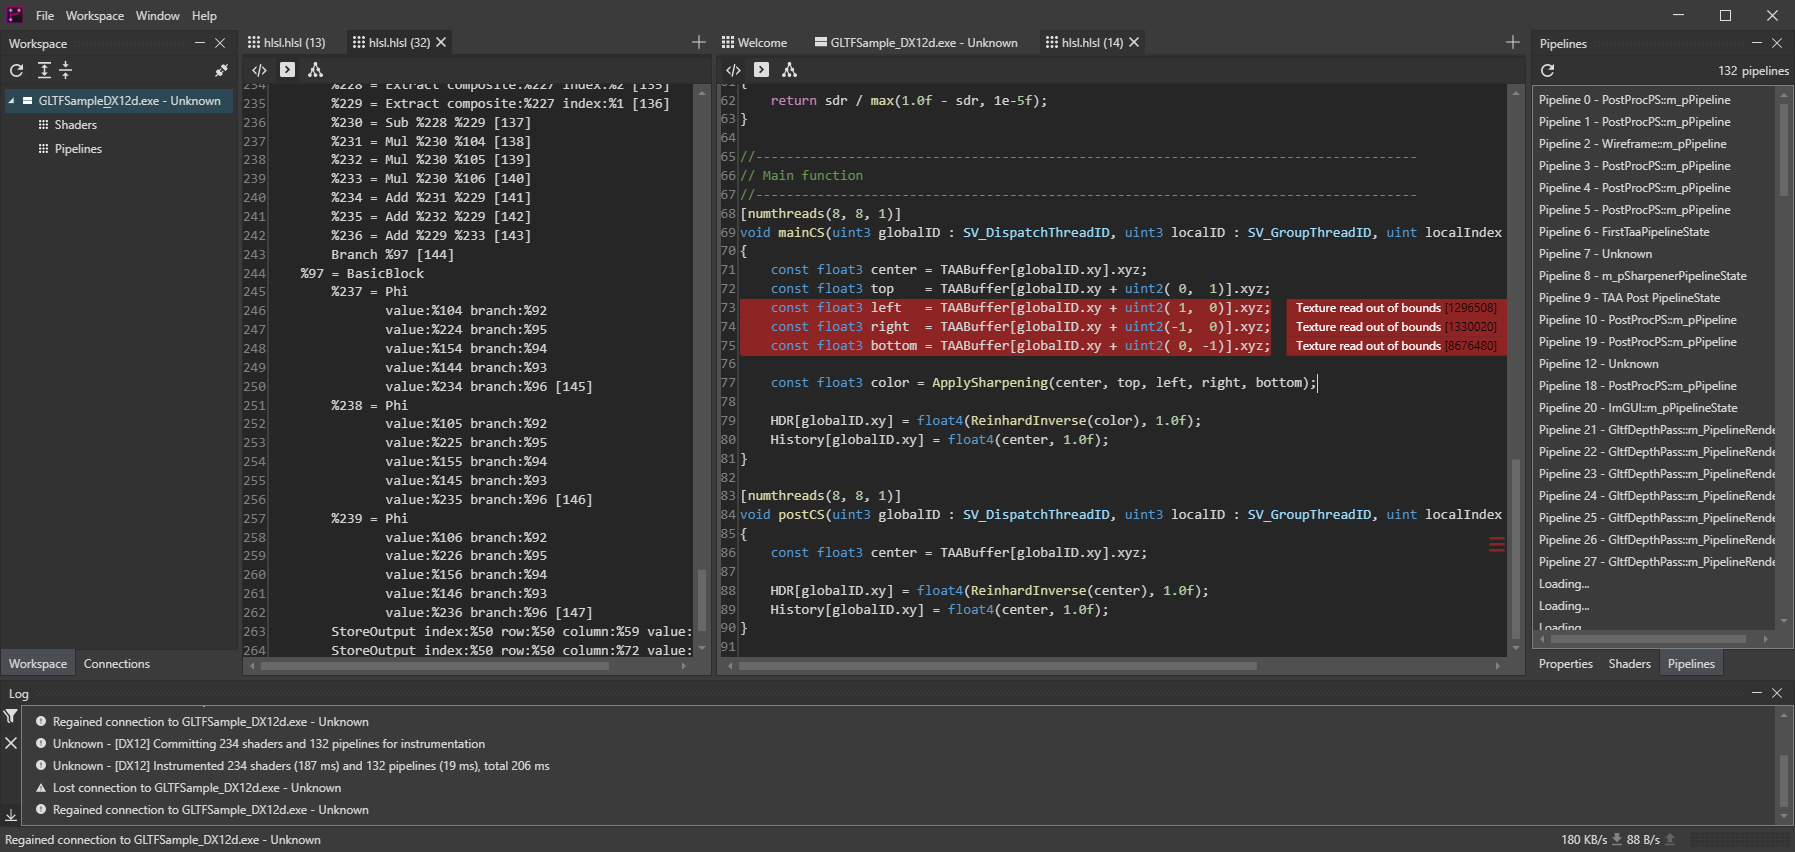 File Workspace Window Help
Workspace
GLTFSampleDX12d.exe - Unknown
Shaders
Pipelines
Workspace Connections
hlsl.hlsl (13) hlsl.hlsl (32)
234 %228 = Extract composite:%227 index:%2 [135]
235 %229 = Extract composite:%227 index:%1 [136]
236 %230 = Sub %228 %229 [137]
237 %231 = Mul %230 %104 [138]
238 %232 = Mul %230 %105 [139]
239 %233 = Mul %230 %106 [140]
240 %234 = Add %231 %229 [141]
241 %235 = Add %232 %229 [142]
242 %236 = Add %229 %233 [143]
243 Branch %97 [144]
244 %97 = BasicBlock
245 %237 = Phi
246 value:%104 branch:%92
247 value:%224 branch:%95
248 value:%154 branch:%94
249 value:%144 branch:%93
250 value:%234 branch:%96 [145]
251 %238 = Phi
252 value:%105 branch:%92
253 value:%225 branch:%95
254 value:%155 branch:%94
255 value:%145 branch:%93
256 value:%235 branch:%96 [146]
257 %239 = Phi
258 value:%106 branch:%92
259 value:%226 branch:%95
260 value:%156 branch:%94
261 value:%146 branch:%93
262 value:%236 branch:%96 [147]
263 StoreOutput index:%50 row:%50 column:%59 value:
264 StoreOutput index:%50 row:%50 column:%72 value:
Welcome GLTFSample_DX12d.exe - Unknown hlsl.hlsl (14)
61 {
62 return sdr / max(1.0f - sdr, 1e-5f);
63 }
64
65 //--------------------------------------------------------------------------------------
66 // Main function
67 //--------------------------------------------------------------------------------------
68 [numthreads(8, 8, 1)]
69 void mainCS(uint3 globalID : SV_DispatchThreadID, uint3 localID : SV_GroupThreadID, uint localIndex
70 {
71 const float3 center = TAABuffer[globalID.xy].xyz;
72 const float3 top    = TAABuffer[globalID.xy + uint2( 0,  1)].xyz;
73 const float3 left   = TAABuffer[globalID.xy + uint2( 1,  0)].xyz; Texture read out of bounds [1296508]
74 const float3 right  = TAABuffer[globalID.xy + uint2(-1,  0)].xyz; Texture read out of bounds [1330020]
75 const float3 bottom = TAABuffer[globalID.xy + uint2( 0, -1)].xyz; Texture read out of bounds [8676480]
76
77 const float3 color = ApplySharpening(center, top, left, right, bottom);
78
79 HDR[globalID.xy] = float4(ReinhardInverse(color), 1.0f);
80 History[globalID.xy] = float4(center, 1.0f);
81 }
82
83 [numthreads(8, 8, 1)]
84 void postCS(uint3 globalID : SV_DispatchThreadID, uint3 localID : SV_GroupThreadID, uint localIndex
85 {
86 const float3 center = TAABuffer[globalID.xy].xyz;
87
88 HDR[globalID.xy] = float4(ReinhardInverse(center), 1.0f);
89 History[globalID.xy] = float4(center, 1.0f);
90 }
91
Pipelines
132 pipelines
Pipeline 0 - PostProcPS::m_pPipeline
Pipeline 1 - PostProcPS::m_pPipeline
Pipeline 2 - Wireframe::m_pPipeline
Pipeline 3 - PostProcPS::m_pPipeline
Pipeline 4 - PostProcPS::m_pPipeline
Pipeline 5 - PostProcPS::m_pPipeline
Pipeline 6 - FirstTaaPipelineState
Pipeline 7 - Unknown
Pipeline 8 - m_pSharpenerPipelineState
Pipeline 9 - TAA Post PipelineState
Pipeline 10 - PostProcPS::m_pPipeline
Pipeline 19 - PostProcPS::m_pPipeline
Pipeline 12 - Unknown
Pipeline 18 - PostProcPS::m_pPipeline
Pipeline 20 - ImGUI::m_pPipelineState
Pipeline 21 - GltfDepthPass::m_PipelineRende
Pipeline 22 - GltfDepthPass::m_PipelineRende
Pipeline 23 - GltfDepthPass::m_PipelineRende
Pipeline 24 - GltfDepthPass::m_PipelineRende
Pipeline 25 - GltfDepthPass::m_PipelineRende
Pipeline 26 - GltfDepthPass::m_PipelineRende
Pipeline 27 - GltfDepthPass::m_PipelineRende
Loading...
Loading...
Loading
Properties Shaders Pipelines
Log
Regained connection to GLTFSample_DX12d.exe - Unknown
Unknown - [DX12] Committing 234 shaders and 132 pipelines for instrumentation
Unknown - [DX12] Instrumented 234 shaders (187 ms) and 132 pipelines (19 ms), total 206 ms
Lost connection to GLTFSample_DX12d.exe - Unknown
Regained connection to GLTFSample_DX12d.exe - Unknown
Regained connection to GLTFSample_DX12d.exe - Unknown
180 KB/s 88 B/s